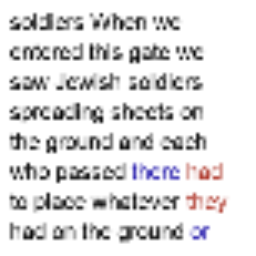 soldiers When we
entered this gate we
saw Jewish soldiers
spreading sheets on
the ground and each
who passed there had
to place whatever they
had on the ground or